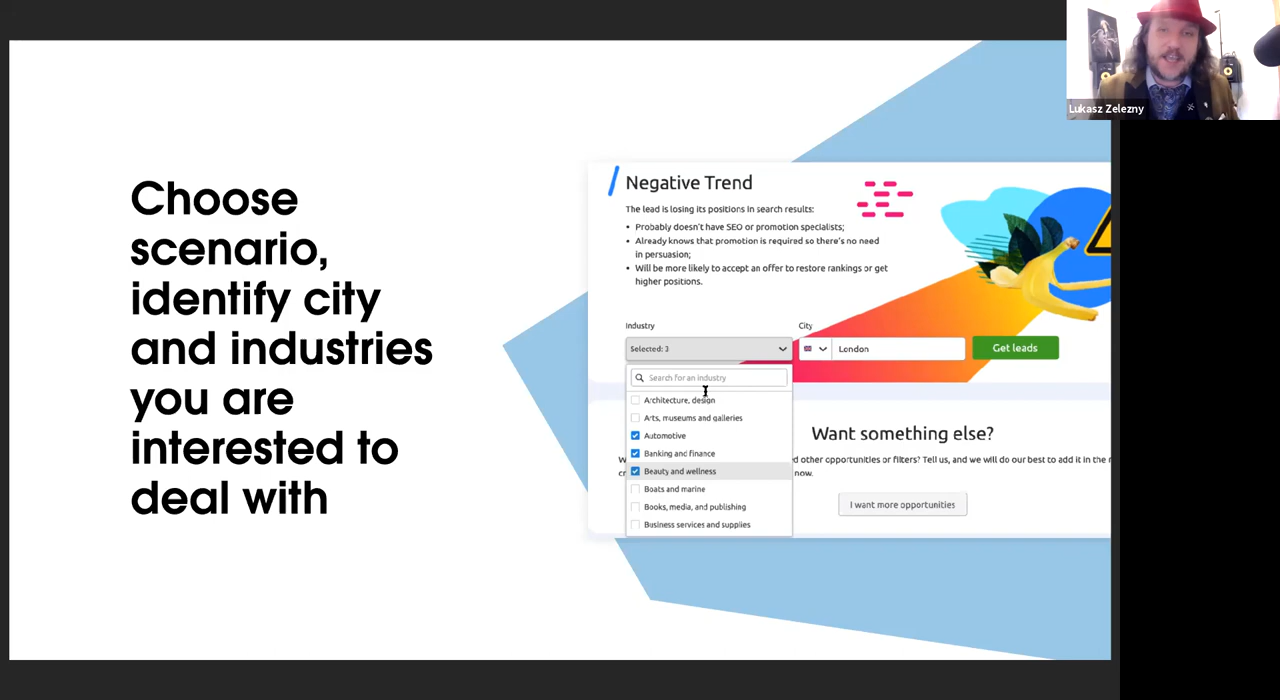 Lukasz Zelezny
Choose
scenario,
identify city
and industries
you are
interested to
deal with
Negative Trend
The lead is losing its positions in search results:
• Probably doesn't have SEO or promotion specialists;
• Already knows that promotion is required so there's no need
in persuasion;
• Will be more likely to accept an offer to restore rankings or get
higher positions.
Industry
City
Selected: 3
London
Get leads
Search for an industry
Architecture, design
Arts, museums and galleries
Automotive
Banking and finance
Beauty and wellness
Boats and marine
Books, media, and publishing
Business services and supplies
Want something else?
other opportunities or filters? Tell us, and we will do our best to add it in the
now.
I want more opportunities